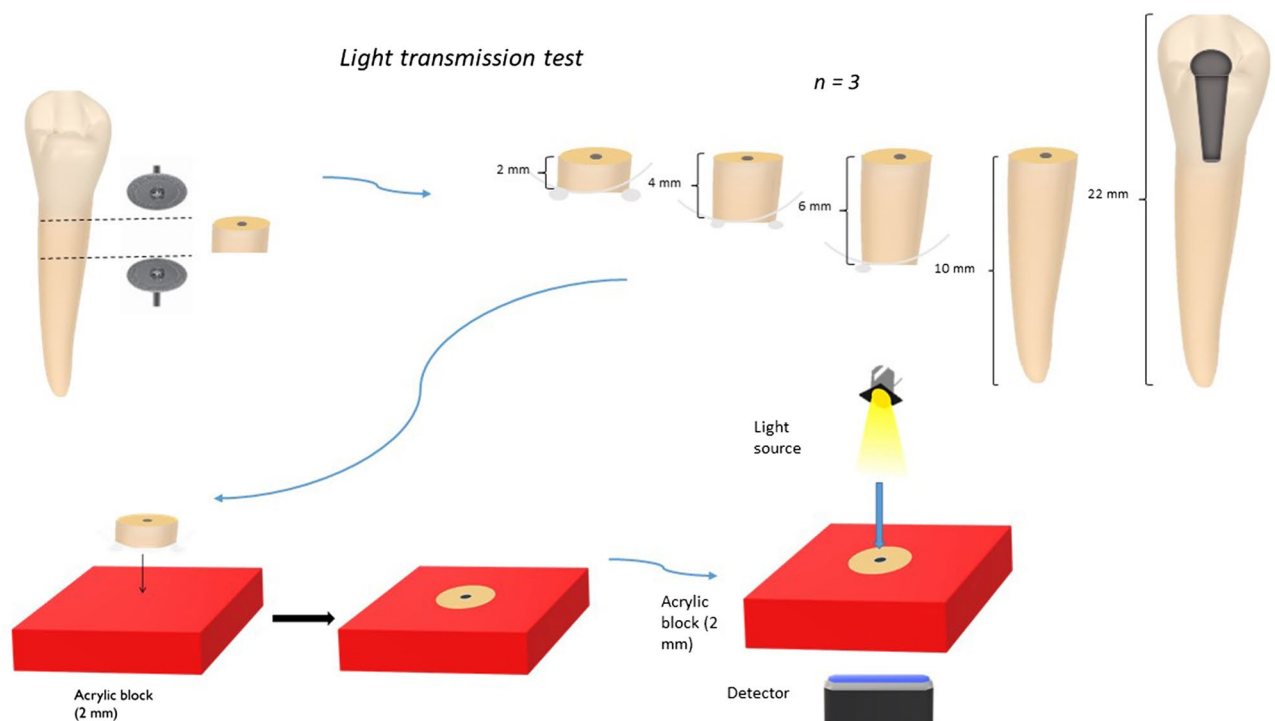 Light transmission test
n = 3
2 mm
4 mm
6 mm
10 mm
22 mm
Light
source
Acrylic block
(2 mm)
Acrylic
block (2
mm)
Detector